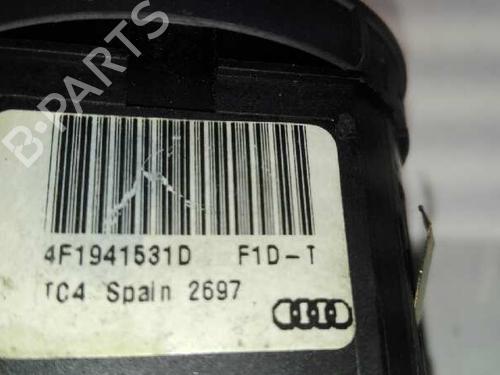 B-PARTS
4F1941531D F1D-T
TC4 Spain 2697